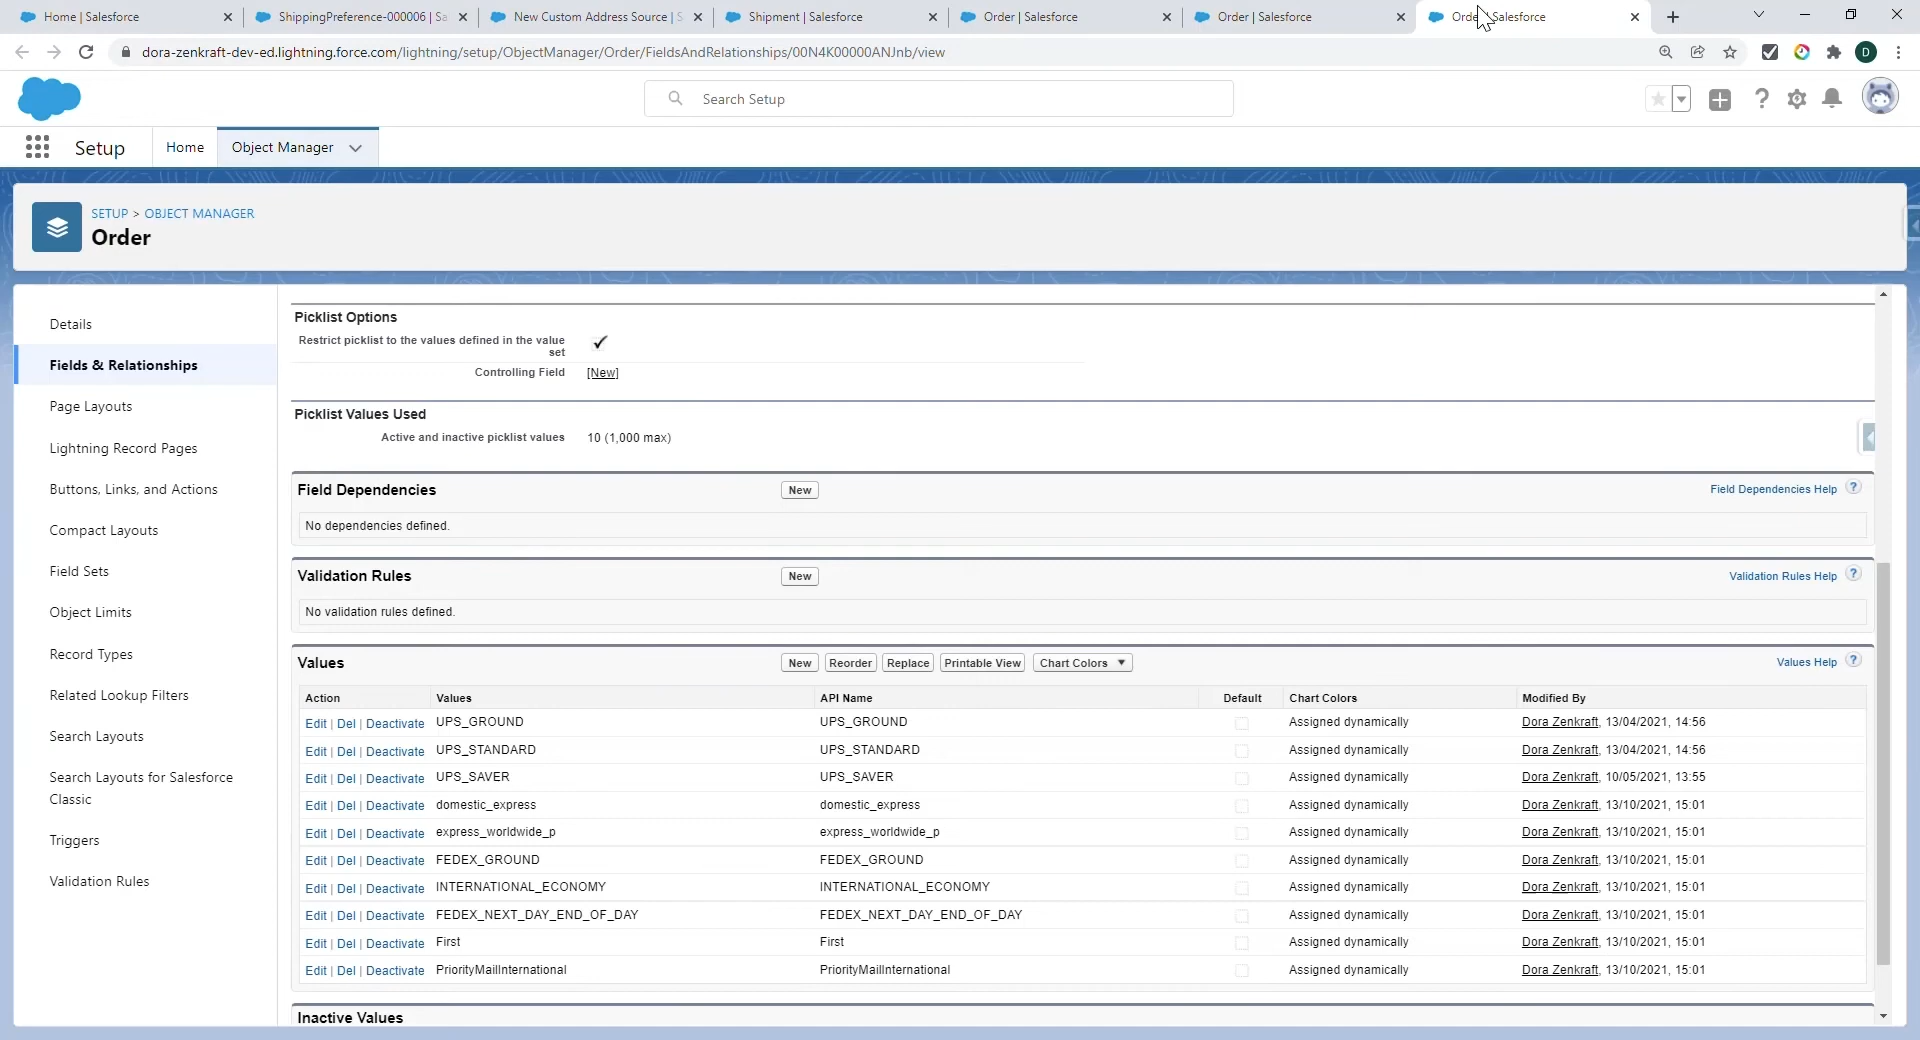 Home | Salesforce
ShippingPreference-000006 | Sa
New Custom Address Source | S
Shipment | Salesforce
Order | Salesforce
Order | Salesforce
Salesforce
dora-zenkraft-dev-ed.lightning.force.com/lightning/setup/ObjectManager/Order/FieldsAndRelationships/00N4K00000ANJnb/view
D
Search Setup
Setup
Home
Object Manager
SETUP > OBJECT MANAGER
Order
Details
Fields & Relationships
Page Layouts
Lightning Record Pages
Buttons, Links, and Actions
Compact Layouts
Field Sets
Object Limits
Record Types
Related Lookup Filters
Search Layouts
Search Layouts for Salesforce
Classic
Triggers
Validation Rules
Picklist Options
Restrict picklist to the values defined in the value
set
Controlling Field [New]
Picklist Values Used
Active and inactive picklist values 10 (1,000 max)
Field Dependencies New Field Dependencies Help ?
No dependencies defined.
Validation Rules New Validation Rules Help ?
No validation rules defined.
Values New Reorder Replace Printable View Chart Colors ▼ Values Help ?
Action Values API Name Default Chart Colors Modified By
Edit | Del | Deactivate UPS_GROUND UPS_GROUND Assigned dynamically Dora Zenkraft, 13/04/2021, 14:56
Edit | Del | Deactivate UPS_STANDARD UPS_STANDARD Assigned dynamically Dora Zenkraft, 13/04/2021, 14:56
Edit | Del | Deactivate UPS_SAVER UPS_SAVER Assigned dynamically Dora Zenkraft, 10/05/2021, 13:55
Edit | Del | Deactivate domestic_express domestic_express Assigned dynamically Dora Zenkraft, 13/10/2021, 15:01
Edit | Del | Deactivate express_worldwide_p express_worldwide_p Assigned dynamically Dora Zenkraft, 13/10/2021, 15:01
Edit | Del | Deactivate FEDEX_GROUND FEDEX_GROUND Assigned dynamically Dora Zenkraft, 13/10/2021, 15:01
Edit | Del | Deactivate INTERNATIONAL_ECONOMY INTERNATIONAL_ECONOMY Assigned dynamically Dora Zenkraft, 13/10/2021, 15:01
Edit | Del | Deactivate FEDEX_NEXT_DAY_END_OF_DAY FEDEX_NEXT_DAY_END_OF_DAY Assigned dynamically Dora Zenkraft, 13/10/2021, 15:01
Edit | Del | Deactivate First First Assigned dynamically Dora Zenkraft, 13/10/2021, 15:01
Edit | Del | Deactivate PriorityMailInternational PriorityMailInternational Assigned dynamically Dora Zenkraft, 13/10/2021, 15:01
Inactive Values